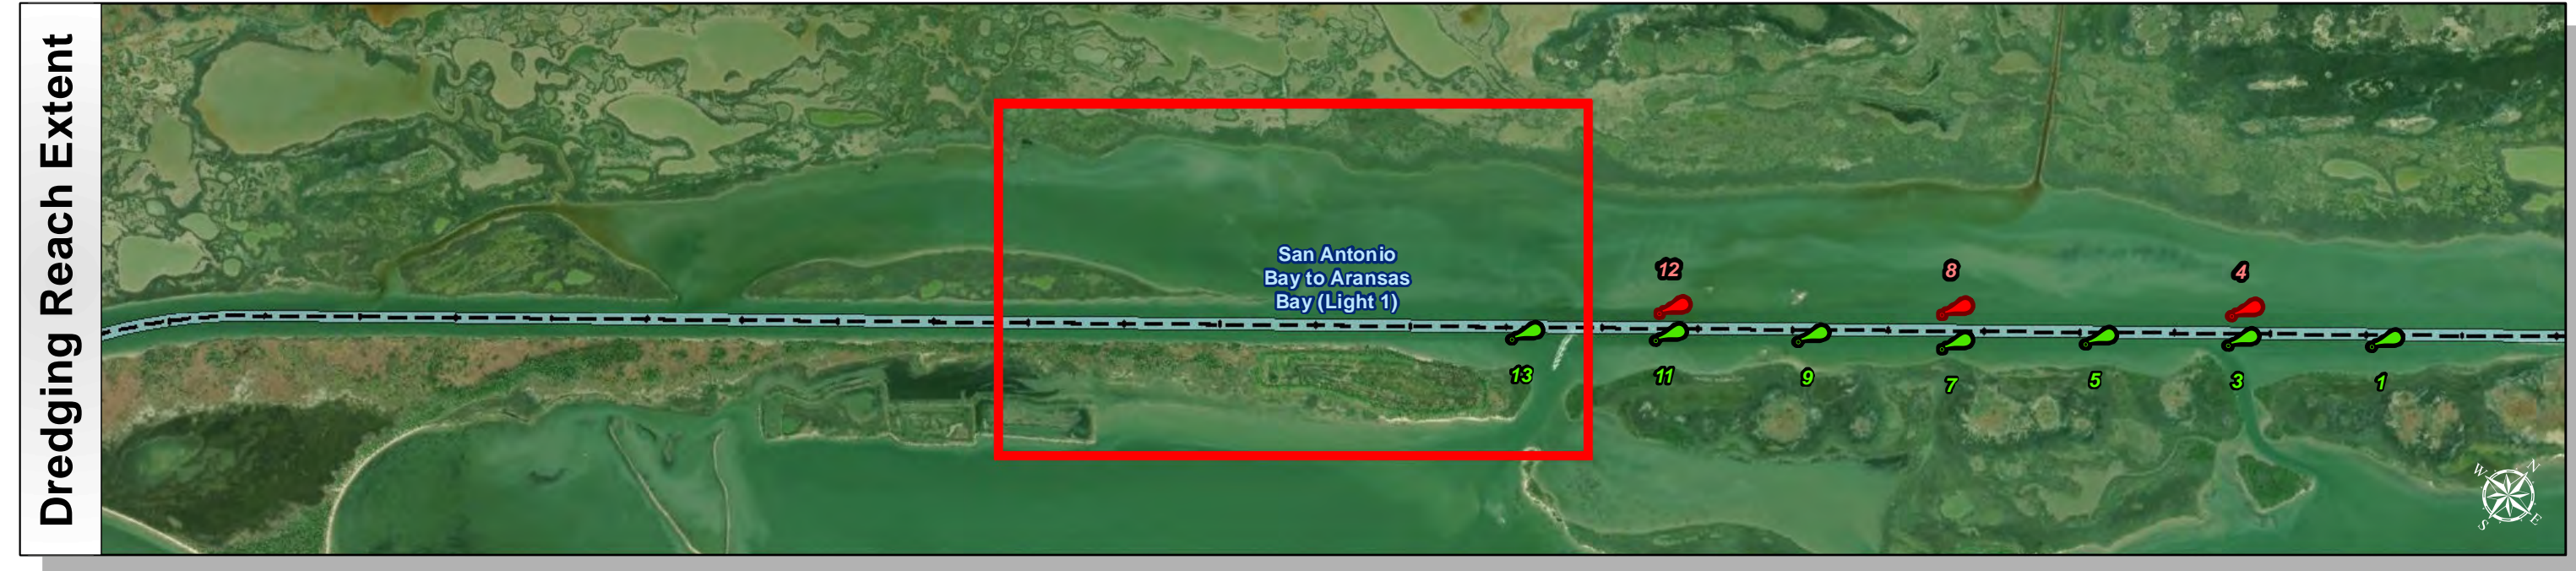 Dredging Reach Extent
San Antonio
Bay to Aransas
Bay (Light 1)
12
8
4
13
11
9
7
5
3
1
W
N
S
E